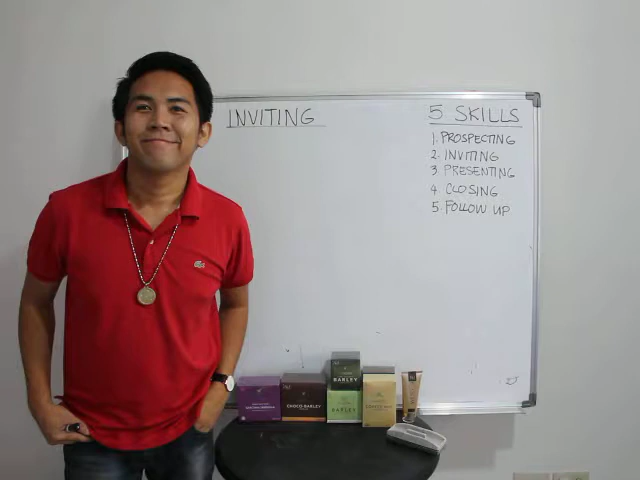 INVITING
5 SKILLS
1. PROSPECTING
2. INVITING
3 PRESENTING
4 CLOSING
5. FOLLOW UP
BARLEY
CHOCO BARLEY
BARLEY